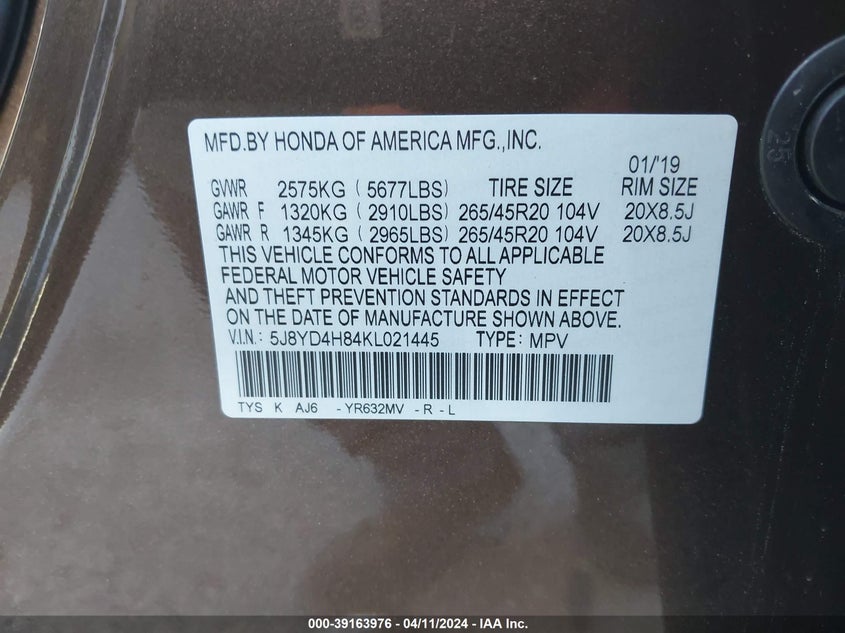 MFD.BY HONDA OF AMERICA MFG.,INC.
01/'19
GVWR 2575KG ( 5677LBS) TIRE SIZE RIM SIZE
GAWR F 1320KG ( 2910LBS) 265/45R20 104V 20X8.5J
GAWR R 1345KG ( 2965LBS) 265/45R20 104V 20X8.5J
THIS VEHICLE CONFORMS TO ALL APPLICABLE
FEDERAL MOTOR VEHICLE SAFETY
AND THEFT PREVENTION STANDARDS IN EFFECT
ON THE DATE OF MANUFACTURE SHOWN ABOVE.
V.I.N.: 5J8YD4H84KL021445 TYPE: MPV
TYS K AJ6 - YR632MV - R - L
25
000-39163976 - 04/11/2024 - IAA Inc.